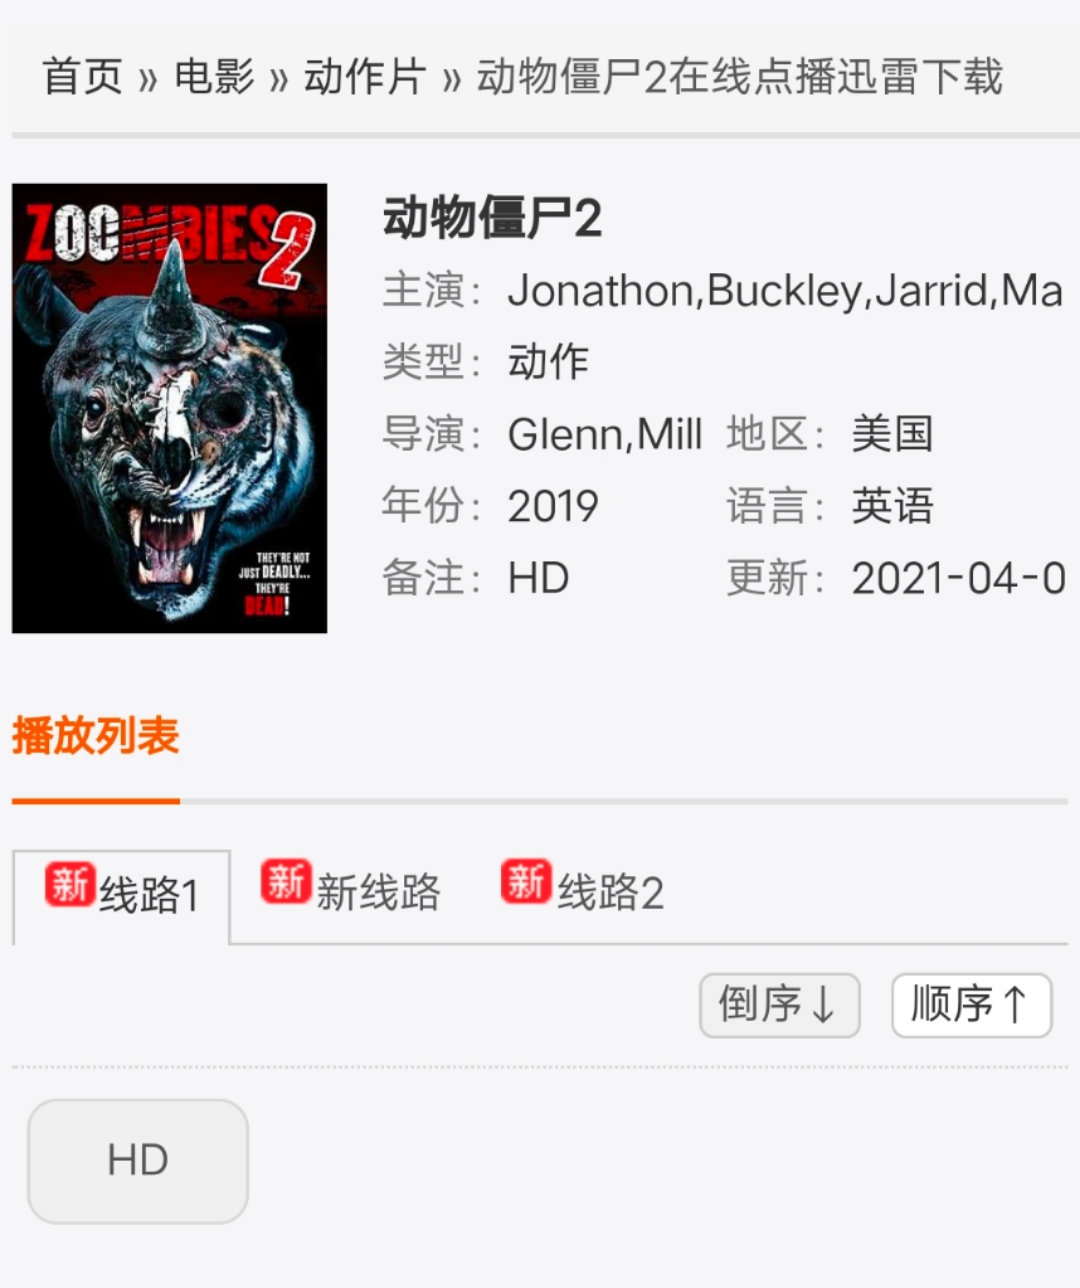 首页 » 电影 » 动作片 » 动物僵尸2在线点播迅雷下载
ZOOMBIES2
THEY'RE NOT
JUST DEADLY...
THEY'RE
DEAD!
动物僵尸2
主演：Jonathon,Buckley,Jarrid,Ma
类型：动作
导演：Glenn,Mill 地区：美国
年份：2019 语言：英语
备注：HD 更新：2021-04-0
播放列表
新线路1 新新线路 新线路2
倒序↓ 顺序↑
HD